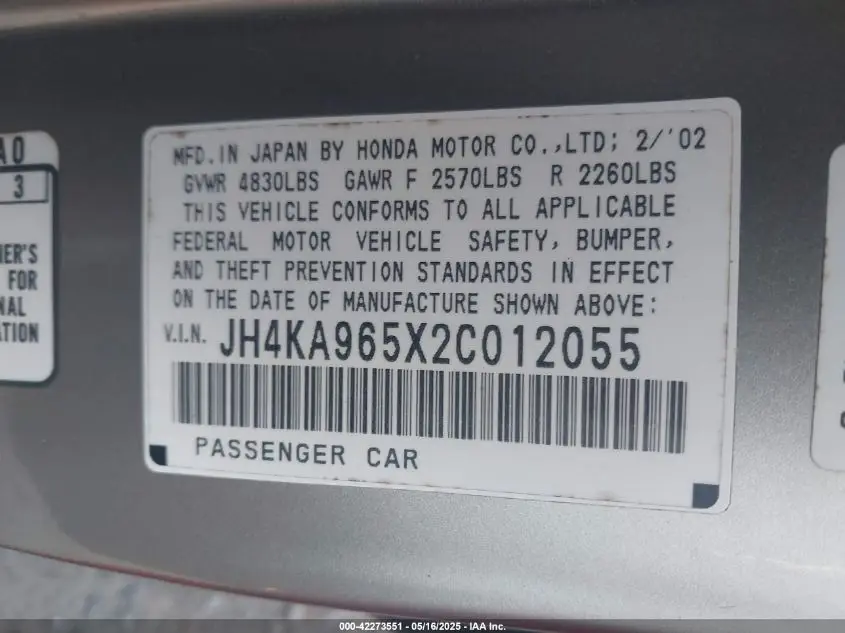 A0
3
ER'S
FOR
NAL
ATION
MFD. IN JAPAN BY HONDA MOTOR CO.,LTD; 2/'02
GVWR 4830LBS GAWR F 2570LBS R 2260LBS
THIS VEHICLE CONFORMS TO ALL APPLICABLE
FEDERAL MOTOR VEHICLE SAFETY, BUMPER,
AND THEFT PREVENTION STANDARDS IN EFFECT
ON THE DATE OF MANUFACTURE SHOWN ABOVE:
V.I.N. JH4KA965X2C012055
PASSENGER CAR
000-42273551 - 05/16/2025 - IAA Inc.